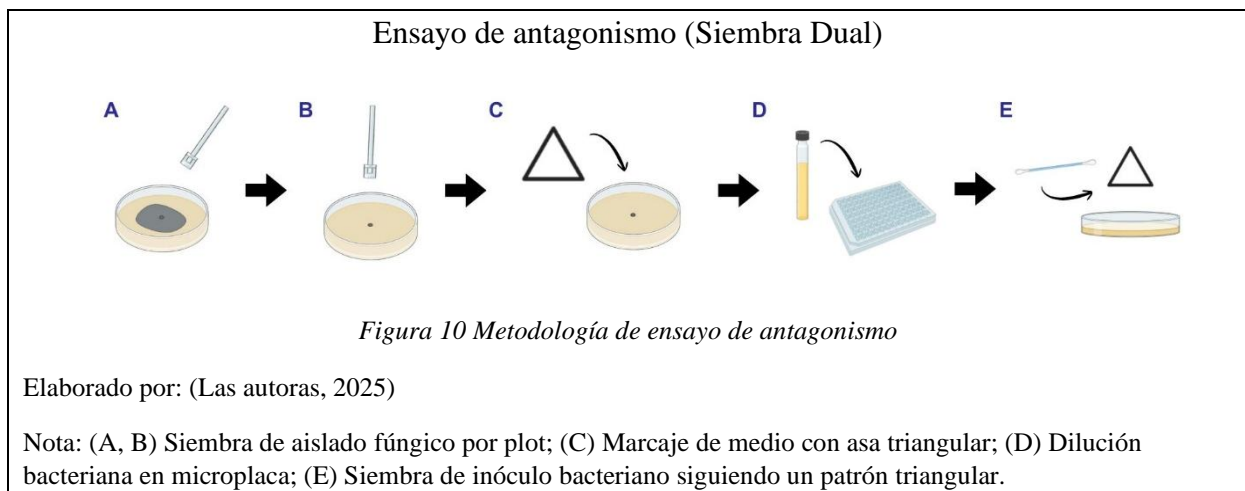 Ensayo de antagonismo (Siembra Dual)
A B C D E
Figura 10 Metodología de ensayo de antagonismo
Elaborado por: (Las autoras, 2025)
Nota: (A, B) Siembra de aislado fúngico por plot; (C) Marcaje de medio con asa triangular; (D) Dilución
bacteriana en microplaca; (E) Siembra de inóculo bacteriano siguiendo un patrón triangular.